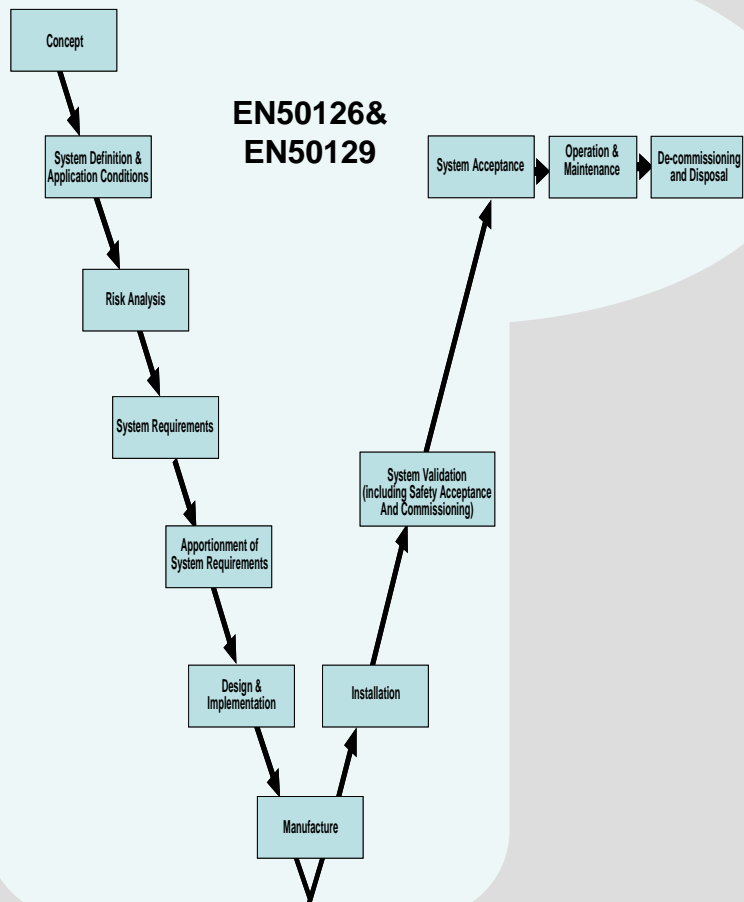 Concept
EN50126&
EN50129
System Definition &
Application Conditions
System Acceptance
Operation &
Maintenance
De-commissioning
and Disposal
Risk Analysis
System Requirements
System Validation
(including Safety Acceptance
And Commissioning)
Apportionment of
System Requirements
Design &
Implementation
Installation
Manufacture